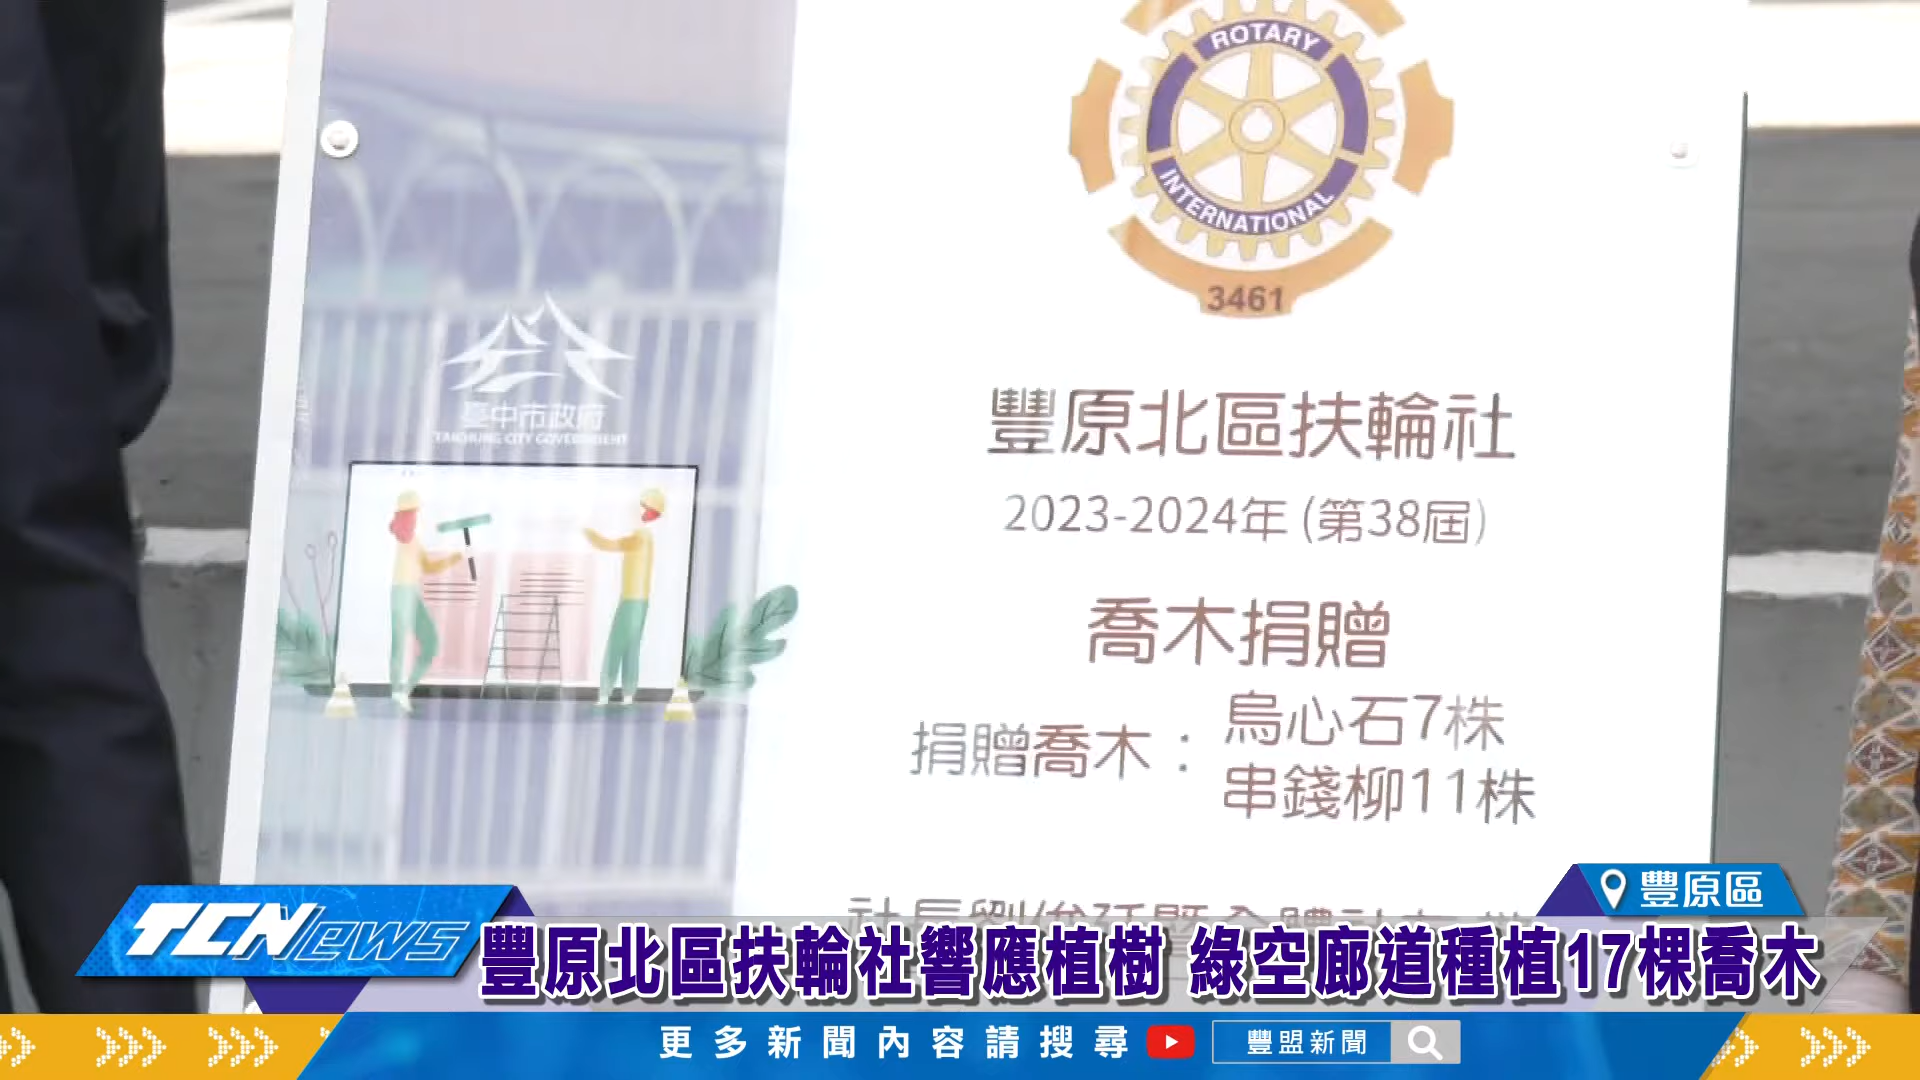 ROTARY
INTERNATIONAL
3461
臺中市政府
TAICHUNG CITY GOVERNMENT
豐原北區扶輪社
2023-2024年 (第38屆)
喬木捐贈
捐贈喬木：
烏心石7株
串錢柳11株
豐原區
TCNEWS
豐原北區扶輪社響應植樹 綠空廊道種植17棵喬木
更多新聞內容請搜尋
豐盟新聞